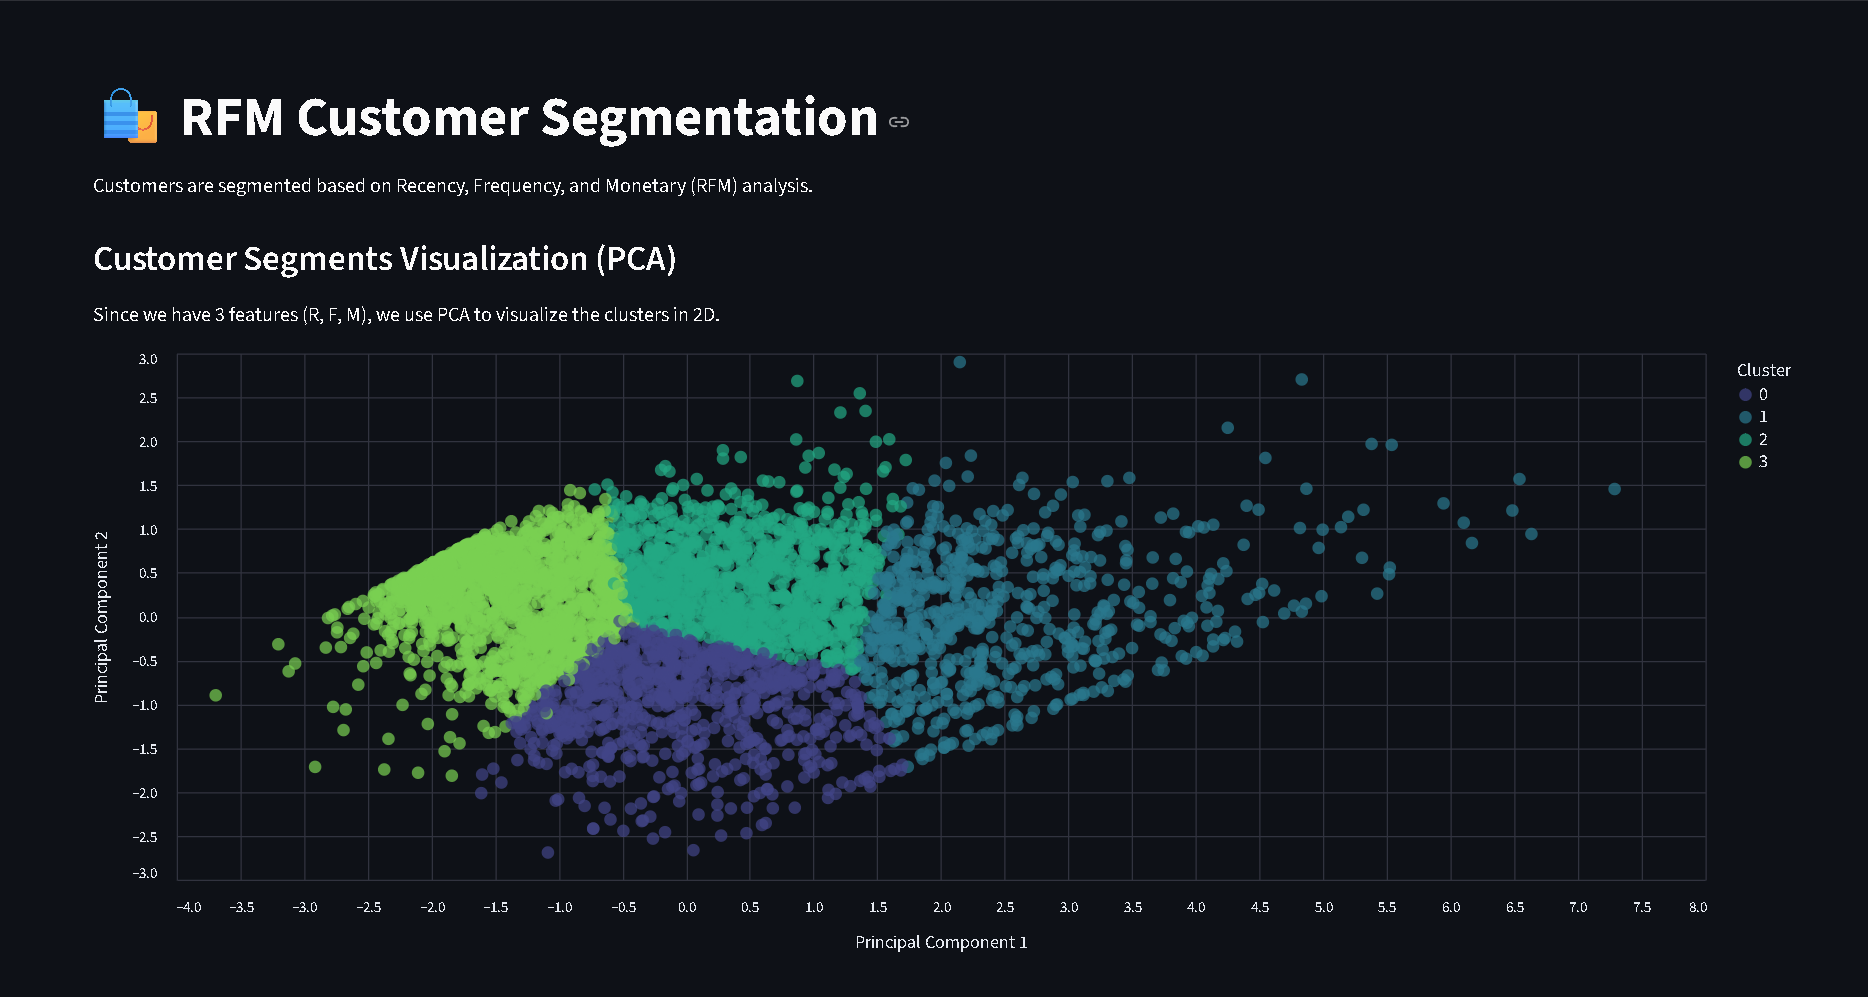 RFM Customer Segmentation
Customers are segmented based on Recency, Frequency, and Monetary (RFM) analysis.
Customer Segments Visualization (PCA)
Since we have 3 features (R, F, M), we use PCA to visualize the clusters in 2D.
3.0
2.5
2.0
1.5
1.0
0.5
0.0
−0.5
−1.0
−1.5
−2.0
−2.5
−3.0
Principal Component 2
−4.0 −3.5 −3.0 −2.5 −2.0 −1.5 −1.0 −0.5 0.0 0.5 1.0 1.5 2.0 2.5 3.0 3.5 4.0 4.5 5.0 5.5 6.0 6.5 7.0 7.5 8.0
Principal Component 1
Cluster
0
1
2
3